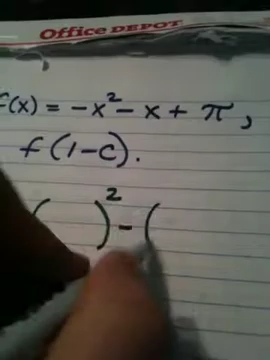 Office DEPOT
f(x) = -x² - x + π,
f(1-c).
( )² - (